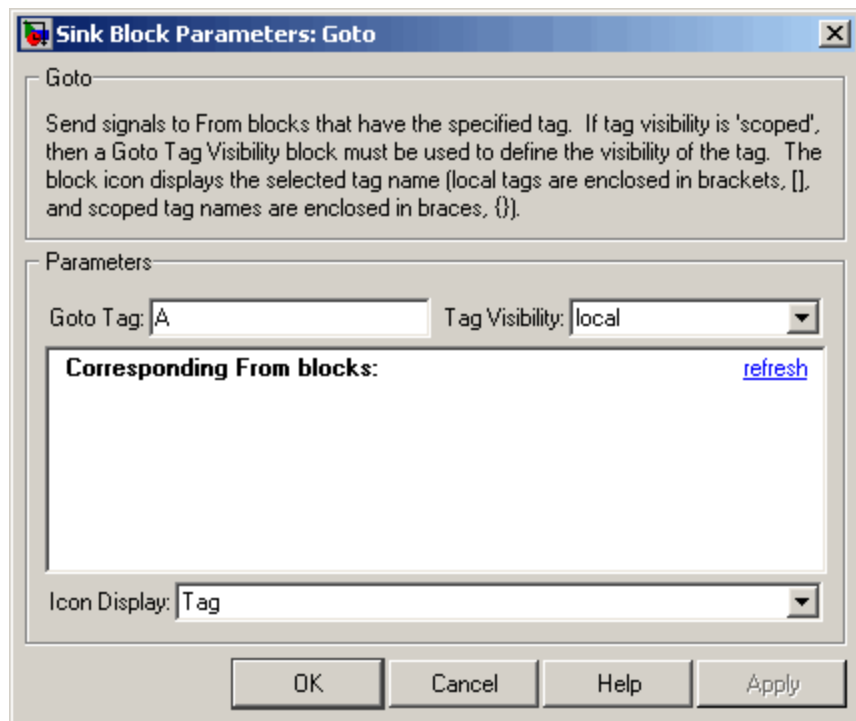 Sink Block Parameters: Goto
Goto
Send signals to From blocks that have the specified tag.  If tag visibility is 'scoped',
then a Goto Tag Visibility block must be used to define the visibility of the tag.  The
block icon displays the selected tag name (local tags are enclosed in brackets, [],
and scoped tag names are enclosed in braces, {}).
Parameters
Goto Tag: A Tag Visibility: local
Corresponding From blocks: refresh
Icon Display: Tag
OK Cancel Help Apply